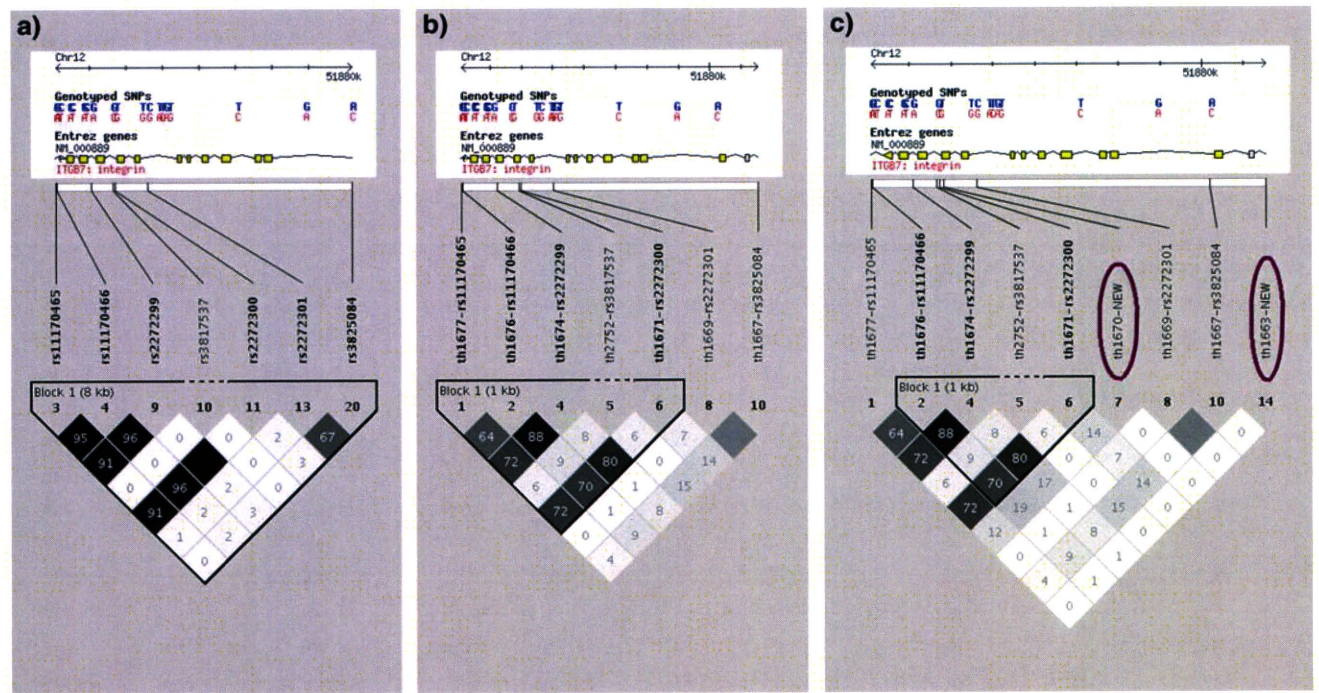 a)
Chr12
51880k
Genotyped SNPs
T G A
C A C
Entrez genes
NM_000889
ITGB7: integrin
rs11170465
rs11170466
rs2272299
rs3817537
rs2272300
rs2272301
rs3825084
Block 1 (8 kb)
3 4 9 10 11 13 20
95 96 0 0 2 67
91 0 0 3
0 96 2 0
91 2 3
1 2
0
b)
Chr12
51880k
Genotyped SNPs
T G A
C A C
Entrez genes
NM_000889
ITGB7: integrin
th1677-rs11170465
th1676-rs11170466
th1674-rs2272299
th2752-rs3817537
th1671-rs2272300
th1669-rs2272301
th1667-rs3825084
Block 1 (1 kb)
1 2 4 5 6 8 10
64 88 8 6 7
72 9 80 0 14
6 70 1 15
72 1 8
0 9
4
c)
Chr12
51880k
Genotyped SNPs
T G A
C A C
Entrez genes
NM_000889
ITGB7: integrin
th1677-rs11170465
th1676-rs11170466
th1674-rs2272299
th2752-rs3817537
th1671-rs2272300
th1670-NEW
th1669-rs2272301
th1667-rs3825084
th1663-NEW
Block 1 (1 kb)
1 2 4 5 6 7 8 10 14
64 88 8 6 14 0 0
72 9 80 0 7 14 0
6 70 17 0 15 0
72 19 1 8 0
12 1 9 1
0 4 1
0